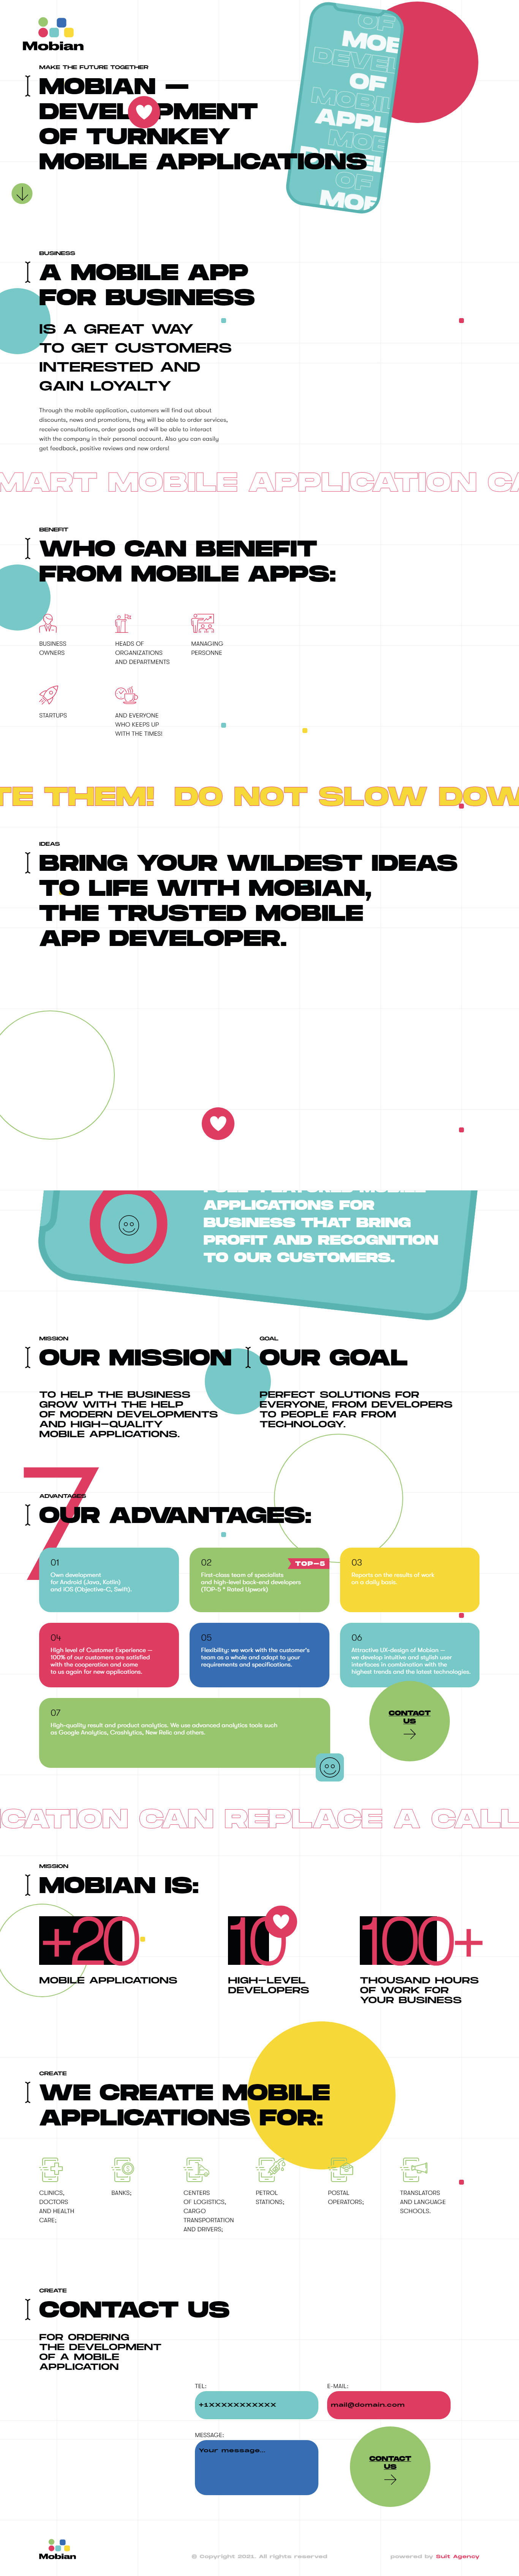 Mobian
MAKE THE FUTURE TOGETHER
MOBIAN —
DEVEL PMENT
OF TURNKEY
MOBILE APPLICATIONS
OF
MOB
DEVEL
OF
MOBIL
APPL
MOB
DEVEL
OF
MOB
BUSINESS
A MOBILE APP
FOR BUSINESS
IS A GREAT WAY
TO GET CUSTOMERS
INTERESTED AND
GAIN LOYALTY
Through the mobile application, customers will find out about
discounts, news and promotions, they will be able to order services,
receive consultations, order goods and will be able to interact
with the company in their personal account. Also you can easily
get feedback, positive reviews and new orders!
MART MOBILE APPLICATION CA
BENEFIT
WHO CAN BENEFIT
FROM MOBILE APPS:
BUSINESS
OWNERS
HEADS OF
ORGANIZATIONS
AND DEPARTMENTS
MANAGING
PERSONNE
STARTUPS
AND EVERYONE
WHO KEEPS UP
WITH THE TIMES!
TE THEM! DO NOT SLOW DOW
IDEAS
BRING YOUR WILDEST IDEAS
TO LIFE WITH MOBIAN,
THE TRUSTED MOBILE
APP DEVELOPER.
APPLICATIONS FOR
BUSINESS THAT BRING
PROFIT AND RECOGNITION
TO OUR CUSTOMERS.
MISSION
OUR MISSION
TO HELP THE BUSINESS
GROW WITH THE HELP
OF MODERN DEVELOPMENTS
AND HIGH-QUALITY
MOBILE APPLICATIONS.
GOAL
OUR GOAL
PERFECT SOLUTIONS FOR
EVERYONE, FROM DEVELOPERS
TO PEOPLE FAR FROM
TECHNOLOGY.
7
ADVANTAGES
OUR ADVANTAGES:
01
Own development
for Android (Java, Kotlin)
and iOS (Objective-C, Swift).
02
TOP-5
First-class team of specialists
and high-level back-end developers
(TOP-5 * Rated Upwork)
03
Reports on the results of work
on a daily basis.
04
High level of Customer Experience —
100% of our customers are satisfied
with the cooperation and come
to us again for new applications.
05
Flexibility: we work with the customer's
team as a whole and adapt to your
requirements and specifications.
06
Attractive UX-design of Mobian —
we develop intuitive and stylish user
interfaces in combination with the
highest trends and the latest technologies.
07
High-quality result and product analytics. We use advanced analytics tools such
as Google Analytics, Crashlytics, New Relic and others.
CONTACT
US
ICATION CAN REPLACE A CALL
MISSION
MOBIAN IS:
+20
MOBILE APPLICATIONS
10
HIGH-LEVEL
DEVELOPERS
100+
THOUSAND HOURS
OF WORK FOR
YOUR BUSINESS
CREATE
WE CREATE MOBILE
APPLICATIONS FOR:
CLINICS,
DOCTORS
AND HEALTH
CARE;
BANKS;
CENTERS
OF LOGISTICS,
CARGO
TRANSPORTATION
AND DRIVERS;
PETROL
STATIONS;
POSTAL
OPERATORS;
TRANSLATORS
AND LANGUAGE
SCHOOLS.
CREATE
CONTACT US
FOR ORDERING
THE DEVELOPMENT
OF A MOBILE
APPLICATION
TEL:
+1XXXXXXXXXXX
E-MAIL:
mail@domain.com
MESSAGE:
Your message...
CONTACT
US
Mobian
© Copyright 2021. All rights reserved
powered by Suit Agency